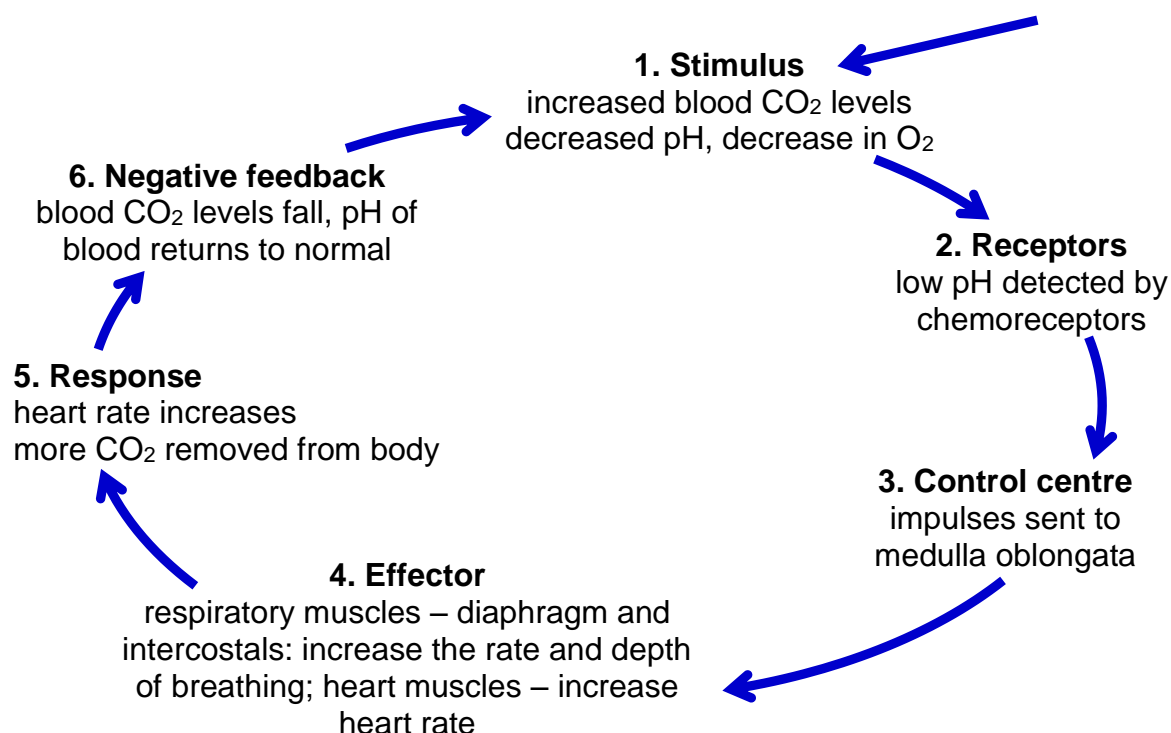 1. Stimulus
increased blood CO₂ levels
decreased pH, decrease in O₂
2. Receptors
low pH detected by
chemoreceptors
3. Control centre
impulses sent to
medulla oblongata
4. Effector
respiratory muscles – diaphragm and
intercostals: increase the rate and depth
of breathing; heart muscles – increase
heart rate
5. Response
heart rate increases
more CO₂ removed from body
6. Negative feedback
blood CO₂ levels fall, pH of
blood returns to normal